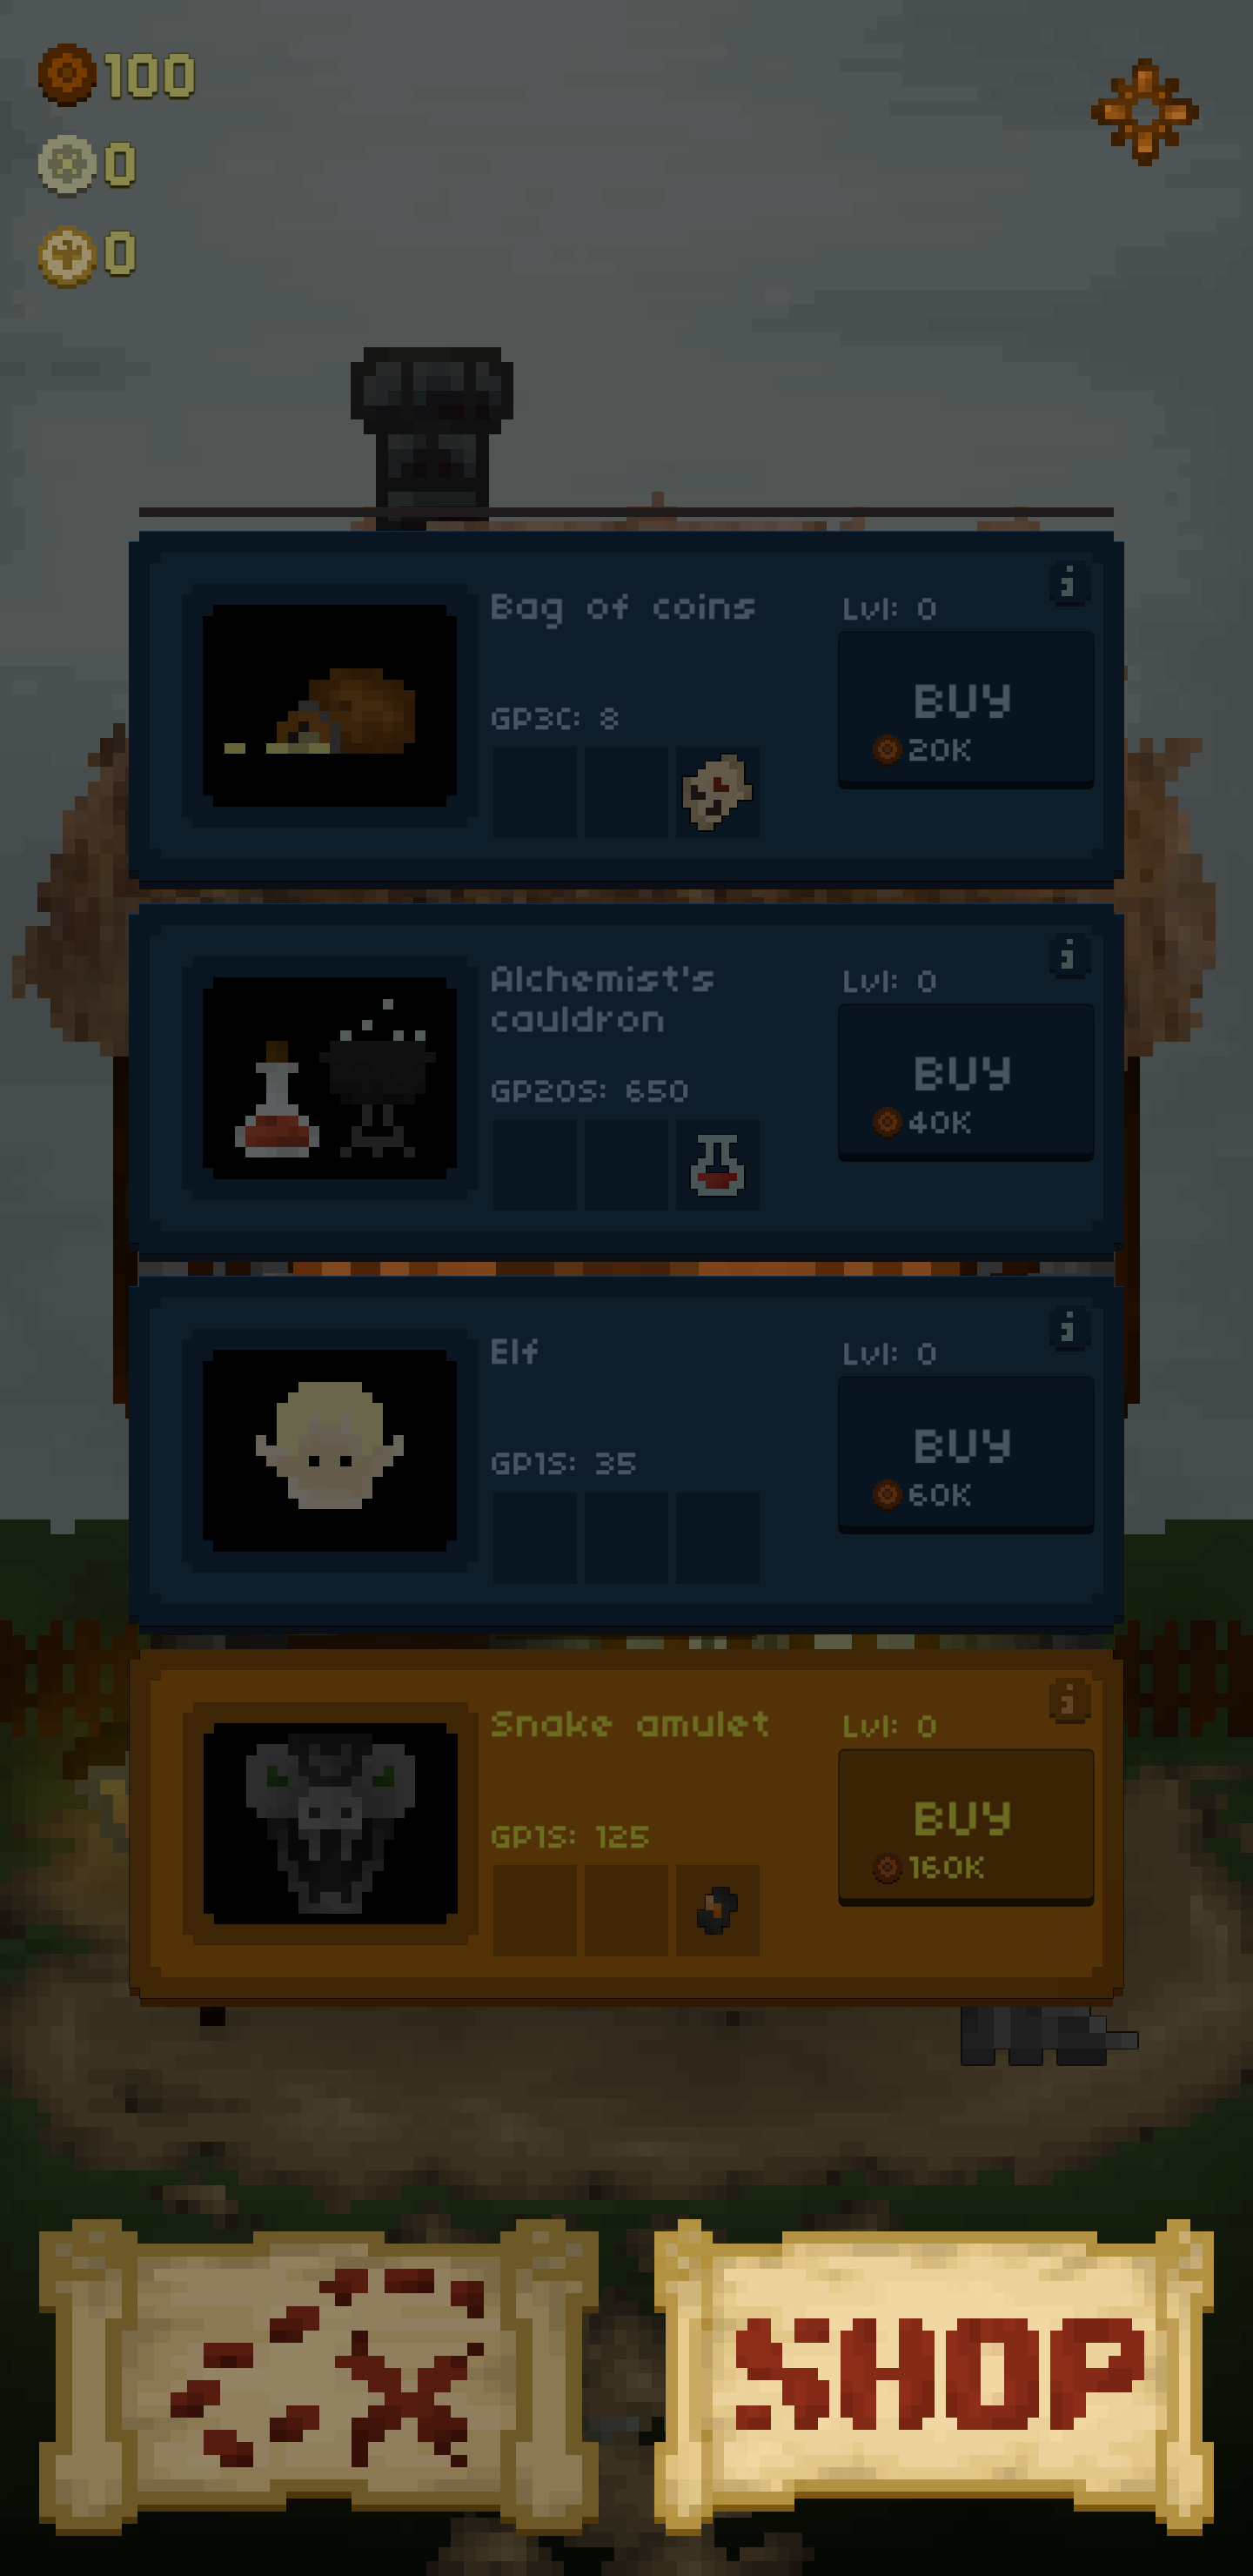 100
0
0
Bag of coins
Lvl: 0
i
GP3C: 8
BUY
20K
Alchemist's
cauldron
Lvl: 0
i
GP20S: 650
BUY
40K
Elf
Lvl: 0
i
GP1S: 35
BUY
60K
Snake amulet
Lvl: 0
i
GP1S: 125
BUY
160K
SHOP